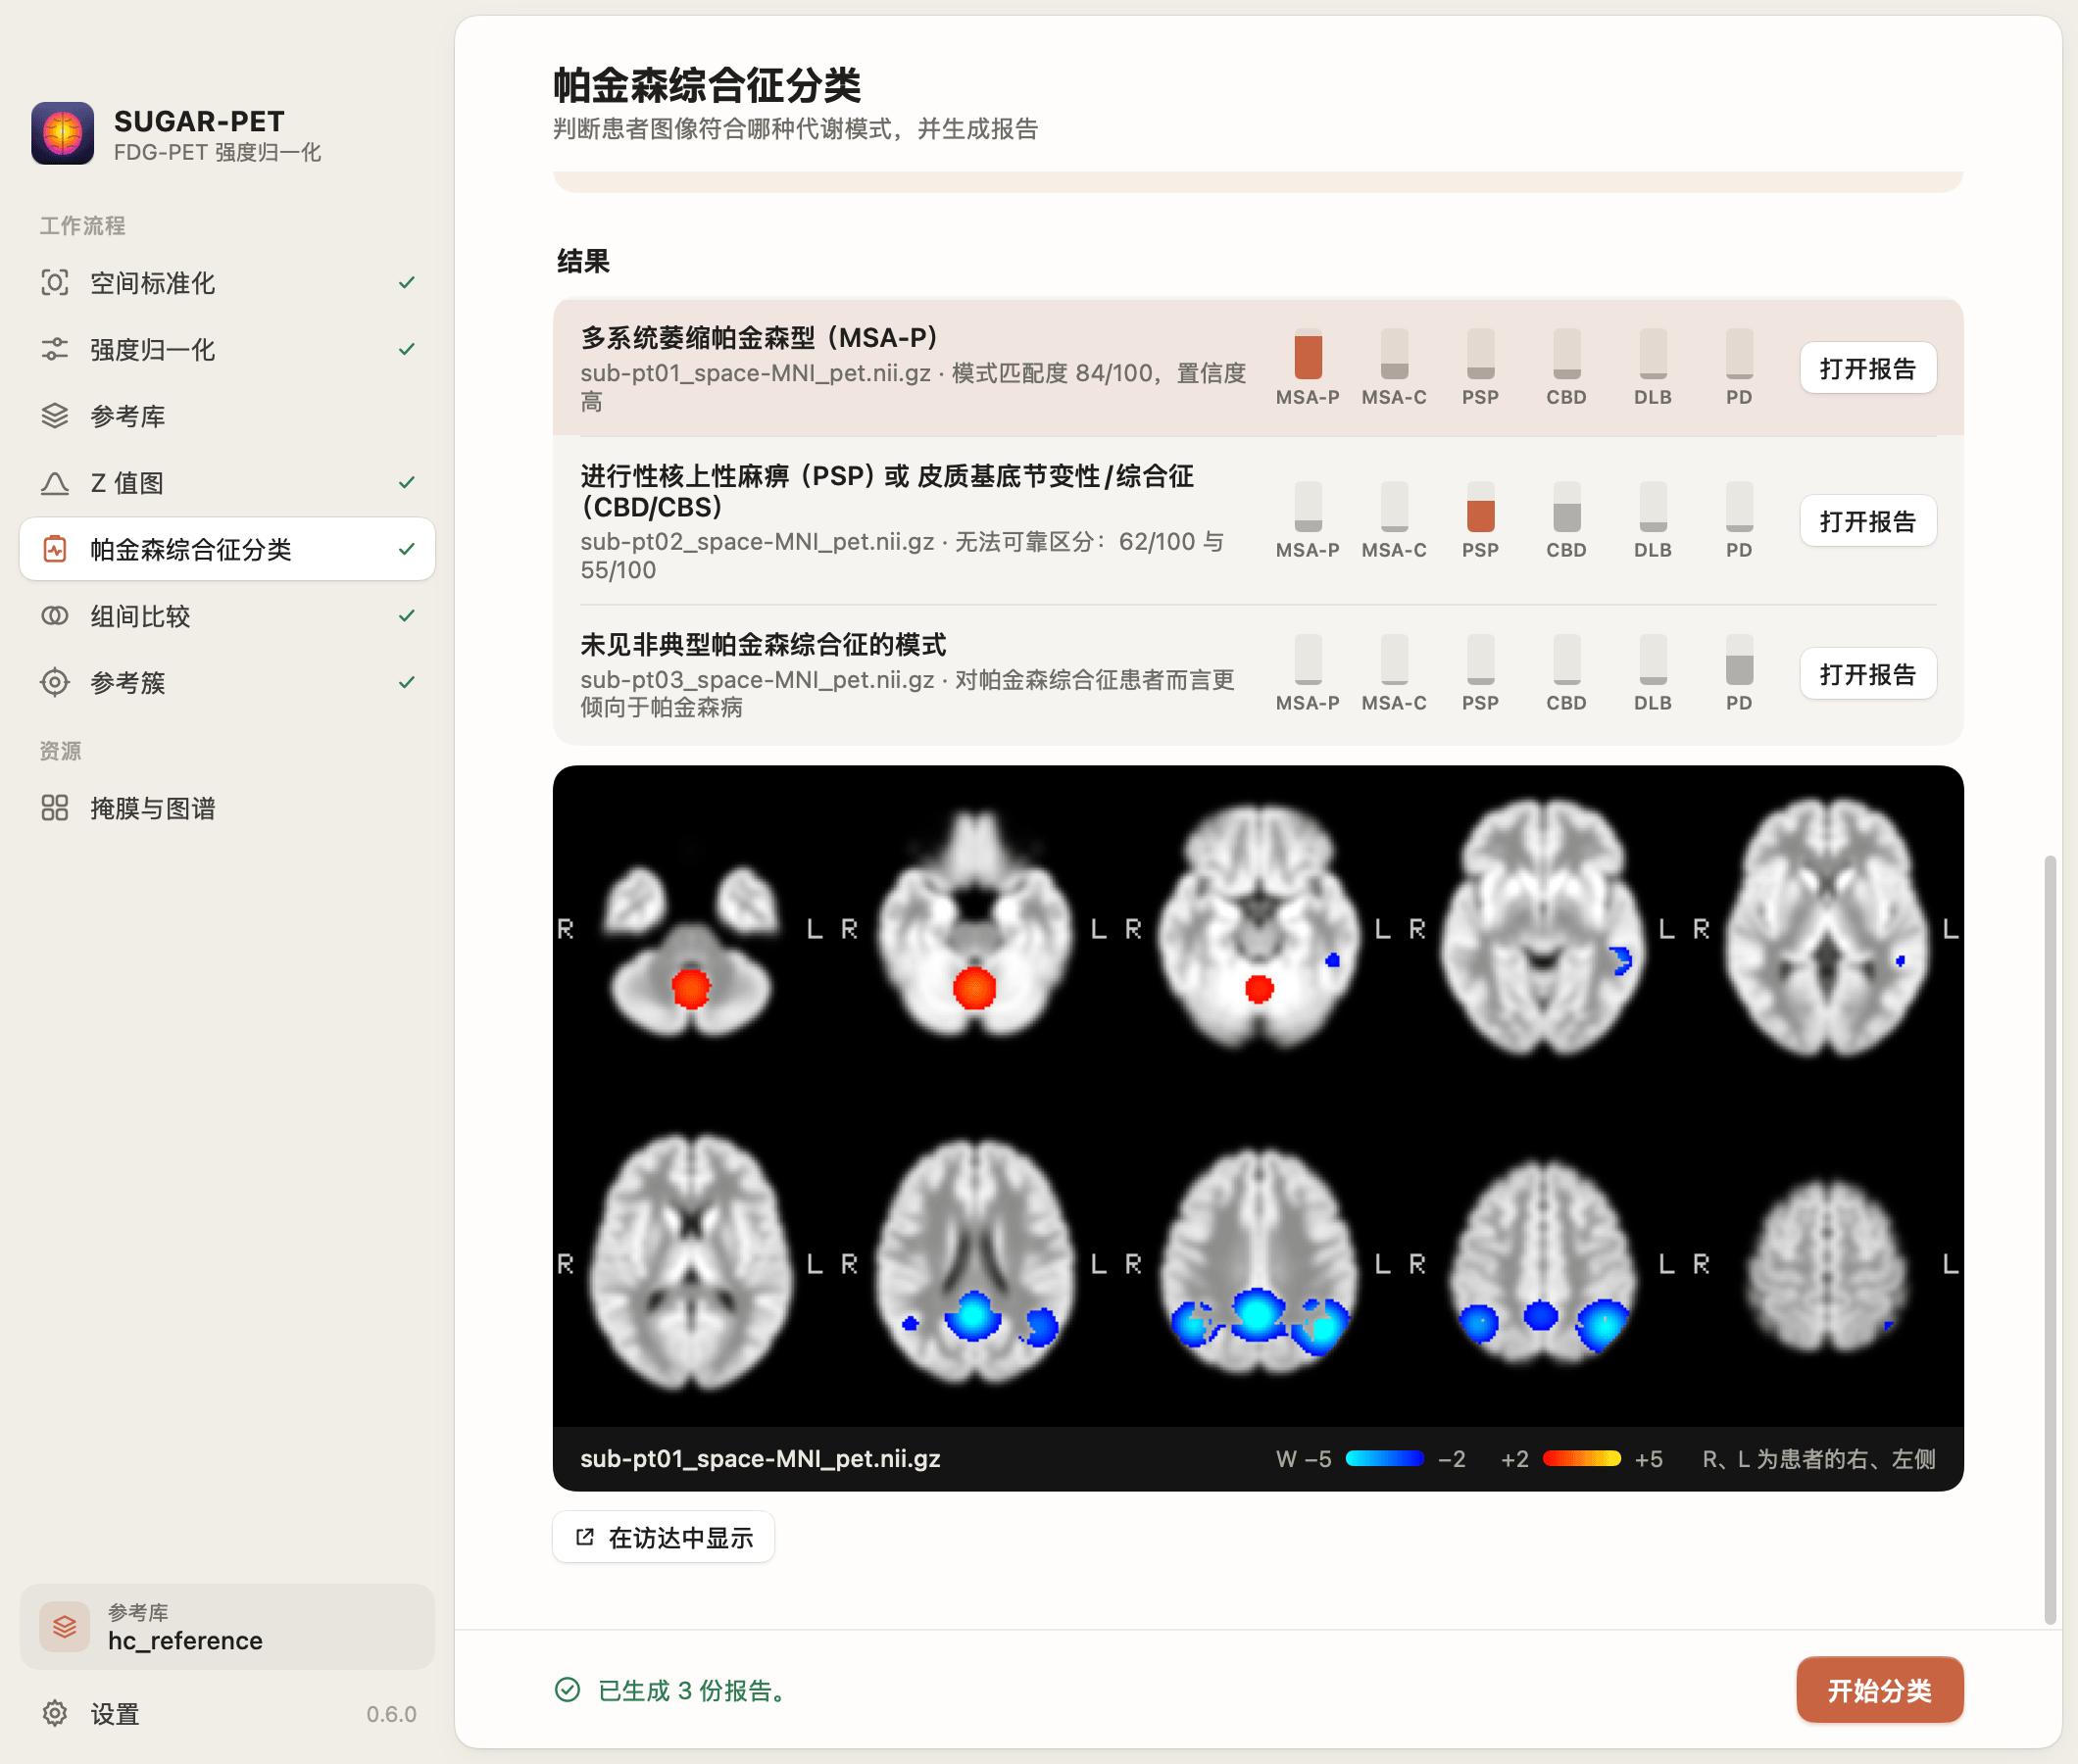 SUGAR-PET
FDG-PET 强度归一化
工作流程
空间标准化
强度归一化
参考库
Z 值图
帕金森综合征分类
组间比较
参考簇
资源
掩膜与图谱
参考库
hc_reference
设置
0.6.0
帕金森综合征分类
判断患者图像符合哪种代谢模式，并生成报告
结果
多系统萎缩帕金森型（MSA-P）
sub-pt01_space-MNI_pet.nii.gz · 模式匹配度 84/100，置信度
高
MSA-P MSA-C PSP CBD DLB PD
打开报告
进行性核上性麻痹（PSP）或 皮质基底节变性/综合征
（CBD/CBS）
sub-pt02_space-MNI_pet.nii.gz · 无法可靠区分：62/100 与
55/100
MSA-P MSA-C PSP CBD DLB PD
打开报告
未见非典型帕金森综合征的模式
sub-pt03_space-MNI_pet.nii.gz · 对帕金森综合征患者而言更
倾向于帕金森病
MSA-P MSA-C PSP CBD DLB PD
打开报告
R L R L R L R L R L
R L R L R L R L R L
sub-pt01_space-MNI_pet.nii.gz
W −5 −2 +2 +5 R、L 为患者的右、左侧
在访达中显示
已生成 3 份报告。
开始分类